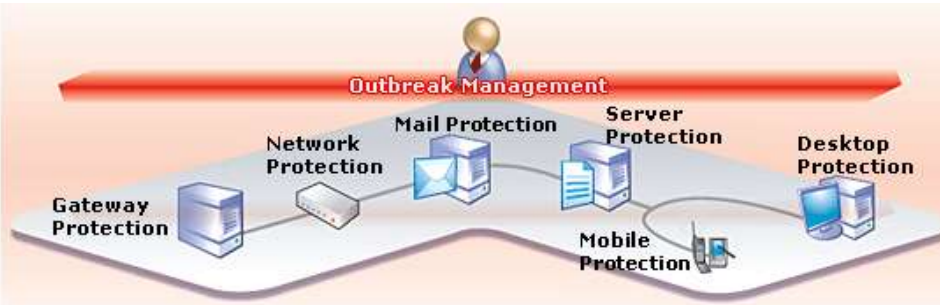 Outbreak Management
Mail Protection
Server
Protection
Network
Protection
Desktop
Protection
Gateway
Protection
Mobile
Protection